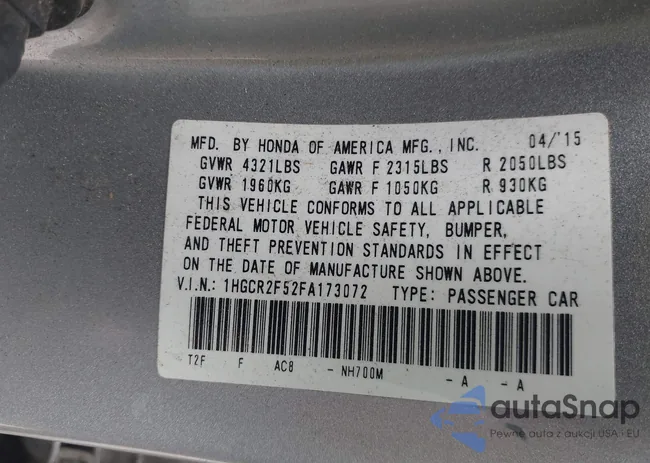 MFD. BY HONDA OF AMERICA MFG., INC. 04/'15
GVWR 4321LBS GAWR F 2315LBS R 2050LBS
GVWR 1960KG GAWR F 1050KG R 930KG
THIS VEHICLE CONFORMS TO ALL APPLICABLE
FEDERAL MOTOR VEHICLE SAFETY, BUMPER,
AND THEFT PREVENTION STANDARDS IN EFFECT
ON THE DATE OF MANUFACTURE SHOWN ABOVE.
V.I.N.: 1HGCR2F52FA173072 TYPE: PASSENGER CAR
T2F F AC8 - NH700M - A - A
autaSnap
Pewne auta z aukcji USA - EU